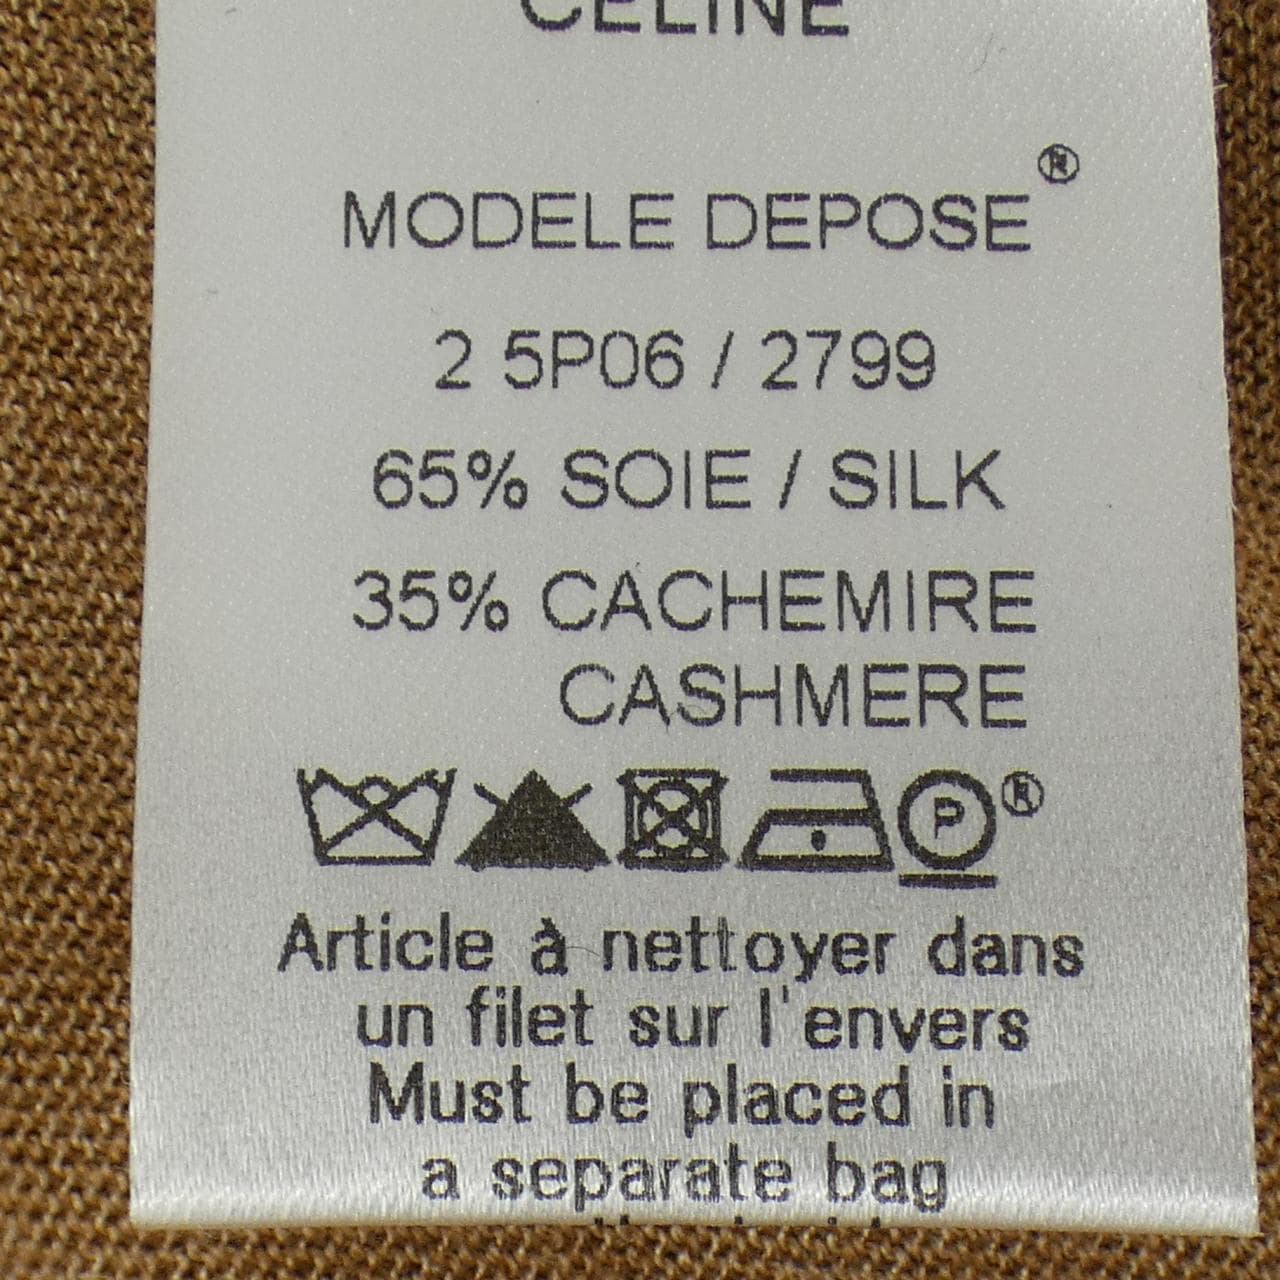 CELINE
MODELE DEPOSE®
2 5P06 / 2799
65% SOIE / SILK
35% CACHEMIRE
CASHMERE
P ®
Article à nettoyer dans
un filet sur l'envers
Must be placed in
a separate bag